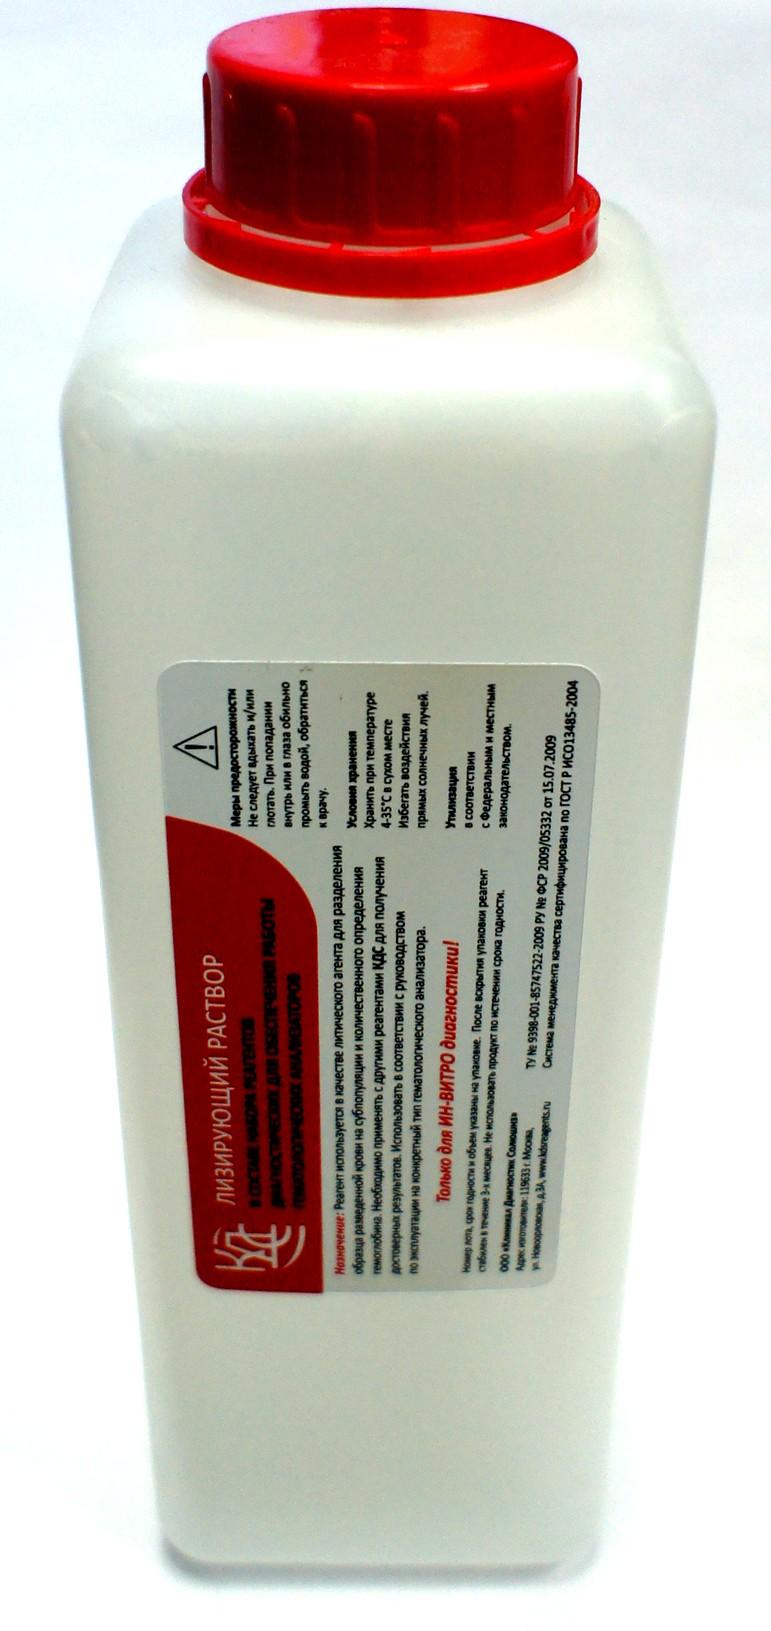 КДС
ЛИЗИРУЮЩИЙ РАСТВОР
В СОСТАВЕ НАБОРА РЕАГЕНТОВ
ДИАГНОСТИЧЕСКИХ ДЛЯ ОБЕСПЕЧЕНИЯ РАБОТЫ
ГЕМАТОЛОГИЧЕСКИХ АНАЛИЗАТОРОВ
Назначение: Реагент используется в качестве литического агента для разделения
образца разведенной крови на субпопуляции и количественного определения
гемоглобина. Необходимо применять с другими реагентами КДС для получения
достоверных результатов. Использовать в соответствии с руководством
по эксплуатации на конкретный тип гематологического анализатора.
Только для ИН-ВИТРО диагностики!
Номер лота, срок годности и объем указаны на упаковке. После вскрытия упаковки реагент
стабилен в течение 3-х месяцев. Не использовать продукт по истечении срока годности.
ООО «Клиникал Диагностик Солюшнз»
Адрес изготовителя: 119633 г. Москва,
ул. Новоорловская, д.3А, www.kdsreagents.ru
Меры предосторожности
Не следует вдыхать и/или
глотать. При попадании
внутрь или в глаза обильно
промыть водой, обратиться
к врачу.
Условия хранения
Хранить при температуре
4-35°С в сухом месте
Избегать воздействия
прямых солнечных лучей.
Утилизация
в соответствии
с Федеральным и местным
законодательством.
ТУ № 9398-001-85747522-2009 РУ № ФСР 2009/05332 от 15.07.2009
Система менеджмента качества сертифицирована по ГОСТ Р ИСО13485-2004